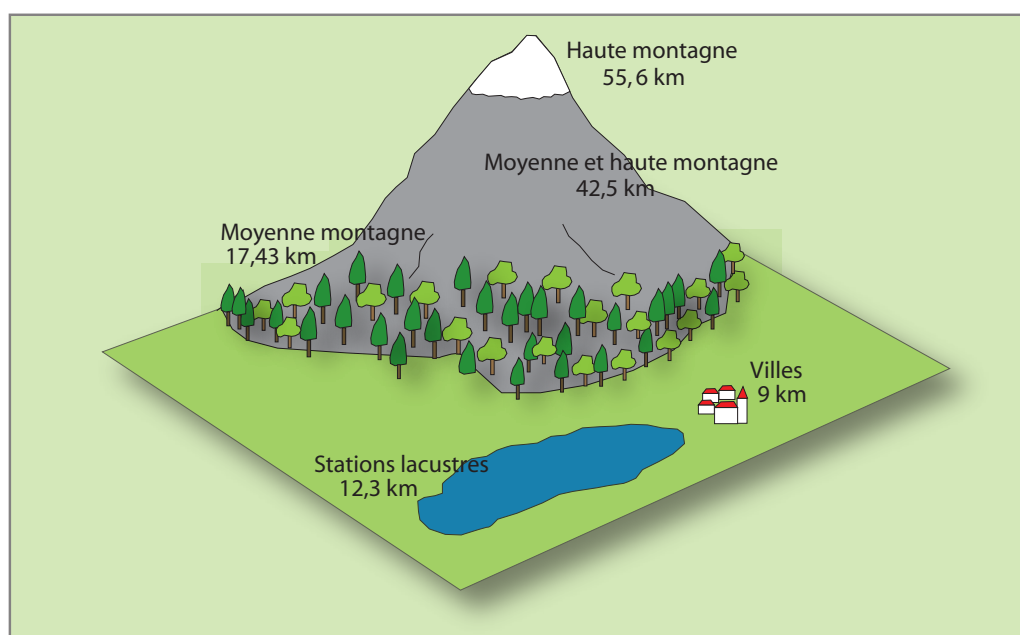 Haute montagne
55,6 km
Moyenne et haute montagne
42,5 km
Moyenne montagne
17,43 km
Villes
9 km
Stations lacustres
12,3 km